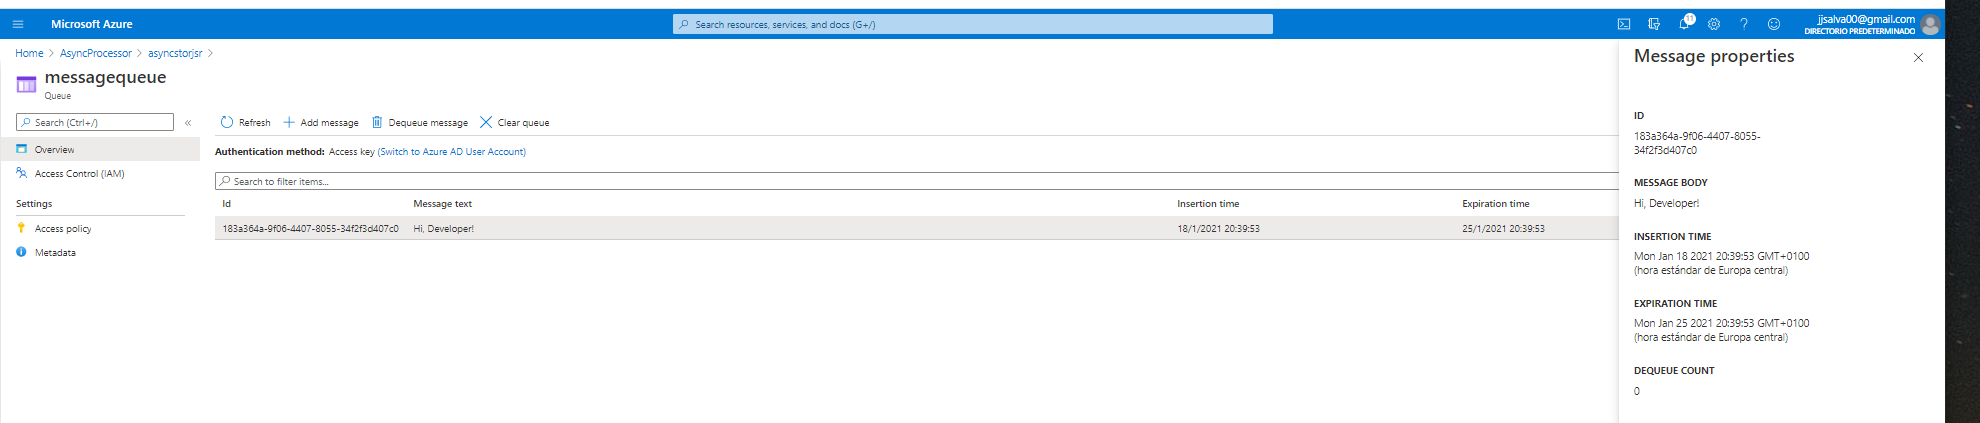 Microsoft Azure
Search resources, services, and docs (G+/)
11
jjsalva00@gmail.com
DIRECTORIO PREDETERMINADO
Home > AsyncProcessor > asyncstorjsr >
messagequeue
Queue
Search (Ctrl+/)
«
Overview
Access Control (IAM)
Settings
Access policy
Metadata
Refresh Add message Dequeue message Clear queue
Authentication method: Access key (Switch to Azure AD User Account)
Search to filter items...
Id Message text Insertion time Expiration time
183a364a-9f06-4407-8055-34f2f3d407c0 Hi, Developer! 18/1/2021 20:39:53 25/1/2021 20:39:53
Message properties
ID
183a364a-9f06-4407-8055-
34f2f3d407c0
MESSAGE BODY
Hi, Developer!
INSERTION TIME
Mon Jan 18 2021 20:39:53 GMT+0100
(hora estándar de Europa central)
EXPIRATION TIME
Mon Jan 25 2021 20:39:53 GMT+0100
(hora estándar de Europa central)
DEQUEUE COUNT
0